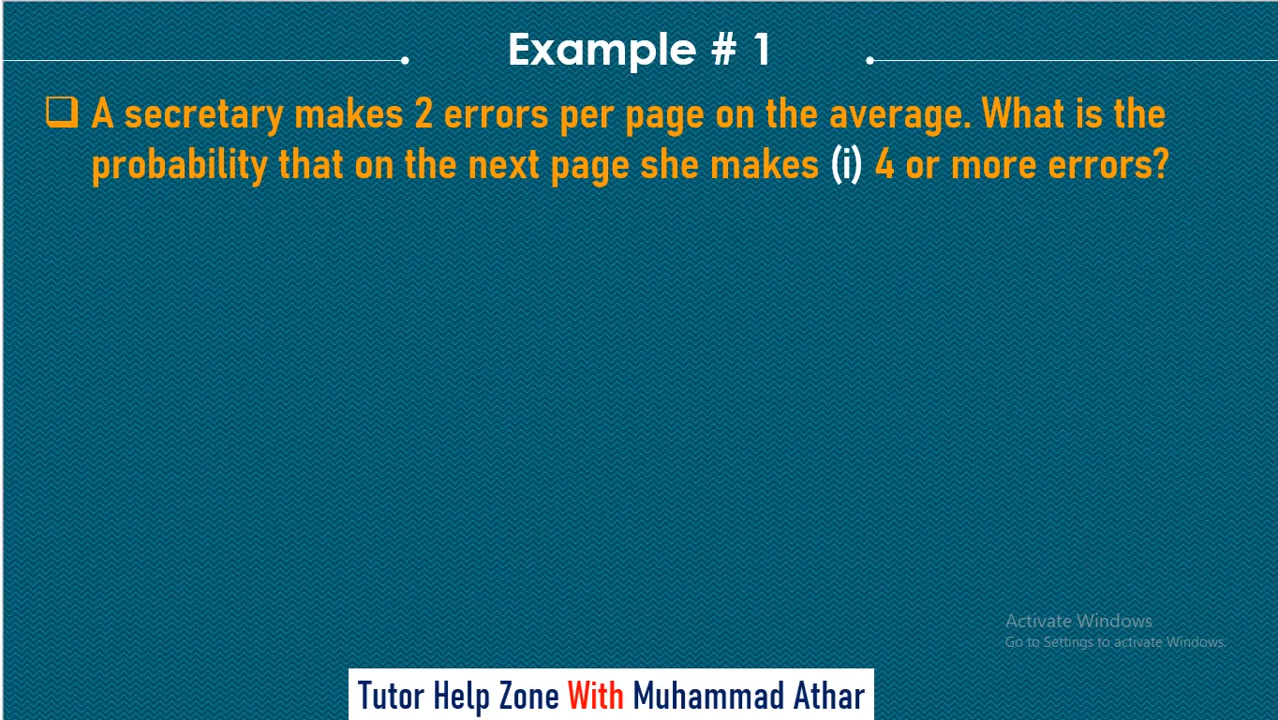 Example # 1
❑ A secretary makes 2 errors per page on the average. What is the
probability that on the next page she makes (i) 4 or more errors?
Activate Windows
Go to Settings to activate Windows.
Tutor Help Zone With Muhammad Athar